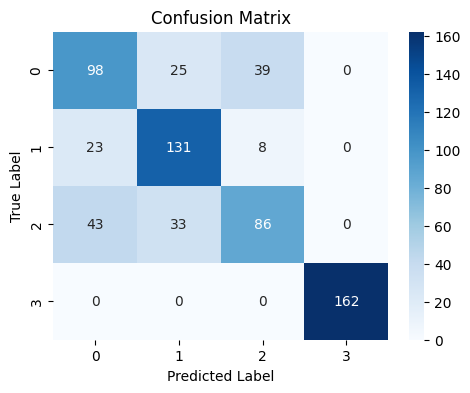 Confusion Matrix
True Label
0 98 25 39 0
1 23 131 8 0
2 43 33 86 0
3 0 0 0 162
0 1 2 3
Predicted Label
160
140
120
100
80
60
40
20
0